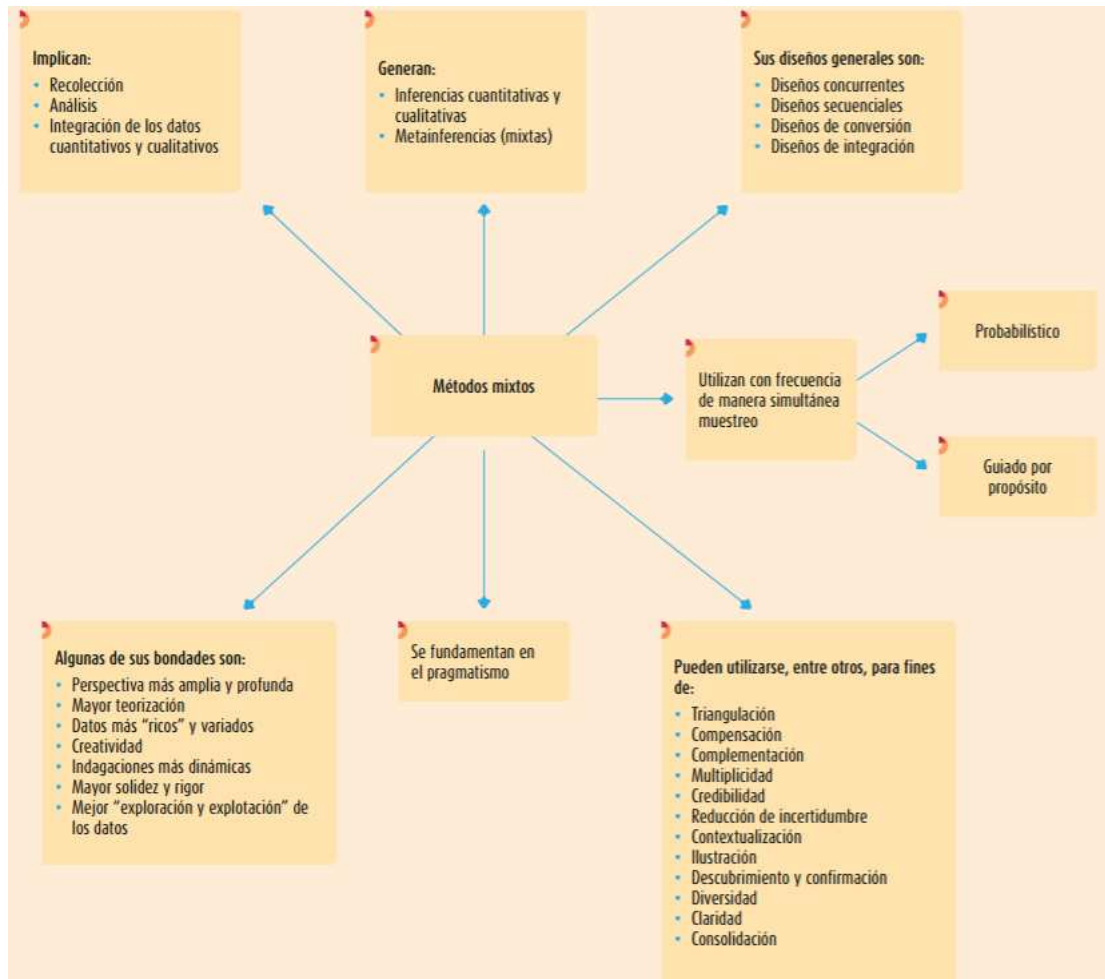 Implican:
• Recolección
• Análisis
• Integración de los datos
cuantitativos y cualitativos
Generan:
• Inferencias cuantitativas y
cualitativas
• Metainferencias (mixtas)
Sus diseños generales son:
• Diseños concurrentes
• Diseños secuenciales
• Diseños de conversión
• Diseños de integración
Métodos mixtos
Utilizan con frecuencia
de manera simultánea
muestreo
Probabilístico
Guiado por
propósito
Algunas de sus bondades son:
• Perspectiva más amplia y profunda
• Mayor teorización
• Datos más “ricos” y variados
• Creatividad
• Indagaciones más dinámicas
• Mayor solidez y rigor
• Mejor “exploración y explotación” de
los datos
Se fundamentan en
el pragmatismo
Pueden utilizarse, entre otros, para fines
de:
• Triangulación
• Compensación
• Complementación
• Multiplicidad
• Credibilidad
• Reducción de incertidumbre
• Contextualización
• Ilustración
• Descubrimiento y confirmación
• Diversidad
• Claridad
• Consolidación